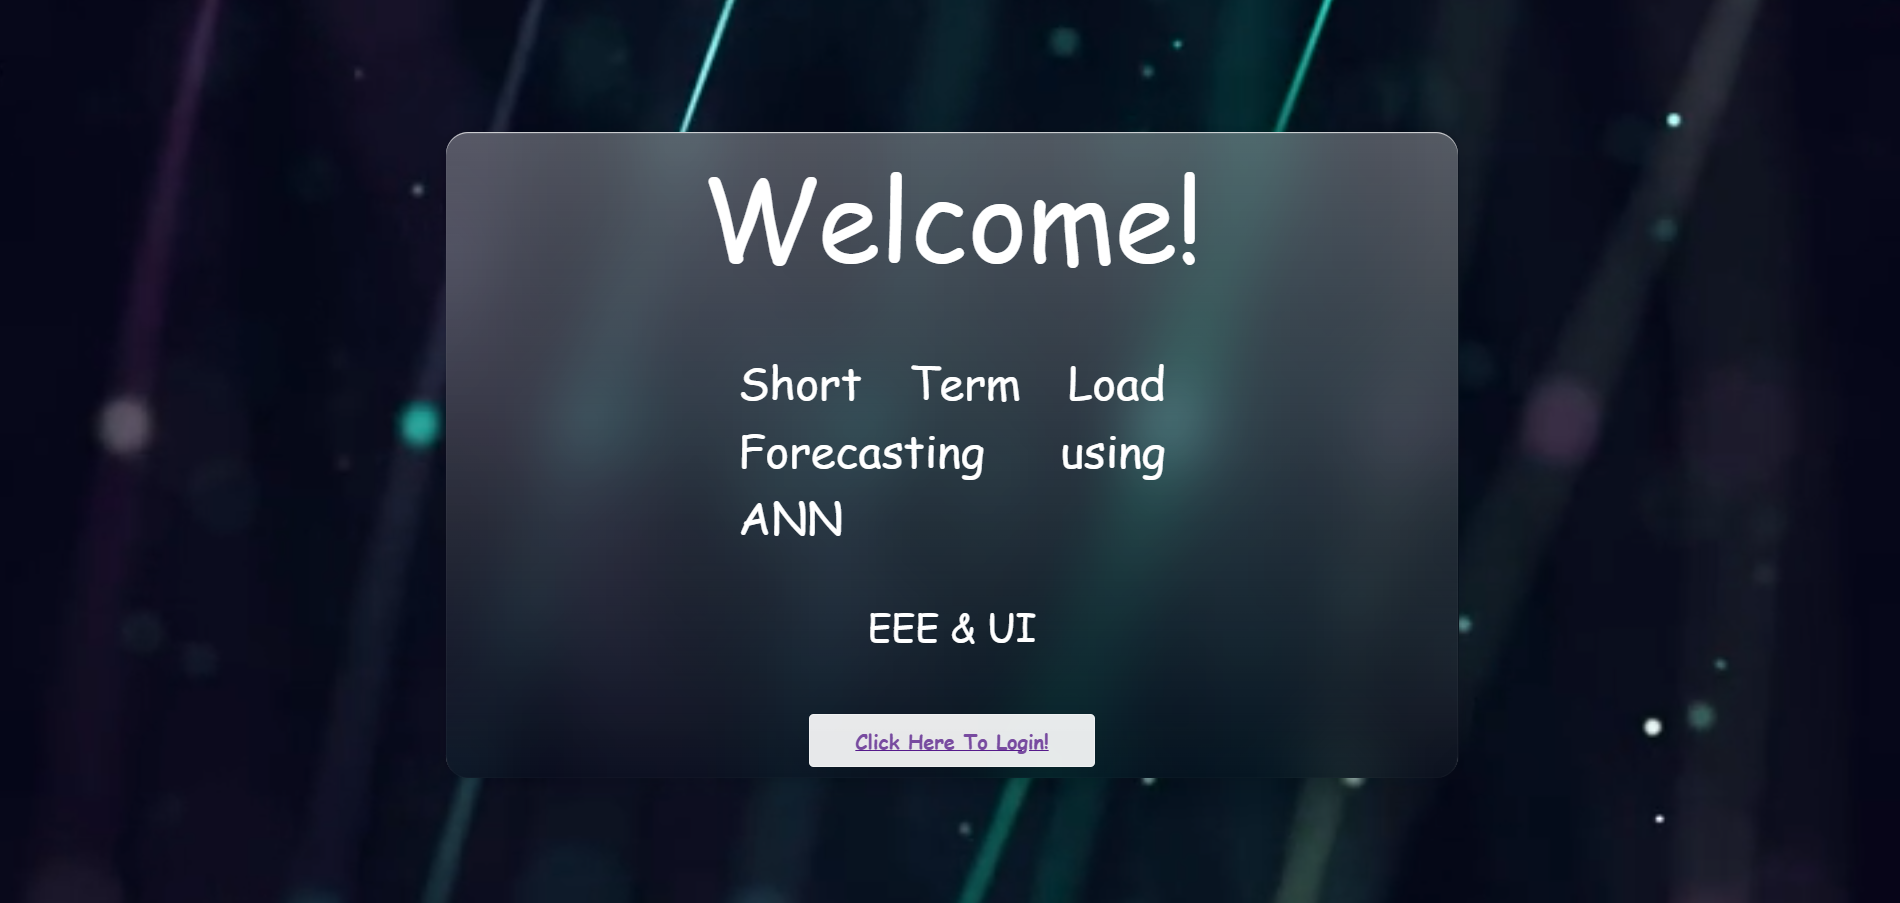 Welcome!
Short Term Load
Forecasting using
ANN
EEE & UI
Click Here To Login!